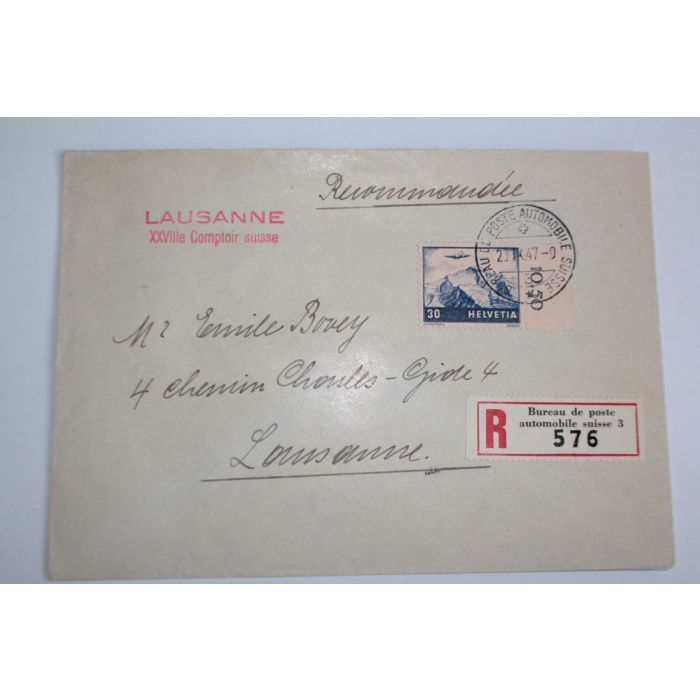 Recommandée
LAUSANNE
XXVIIIe Comptoir suisse
BUREAU DE POSTE AUTOMOBILE SUISSE
IX.47-9
10.50
30 HELVETIA
Mr Emile Bovey
4 chemin Charles-Gide 4
Lausanne.
R
Bureau de poste
automobile suisse 3
576